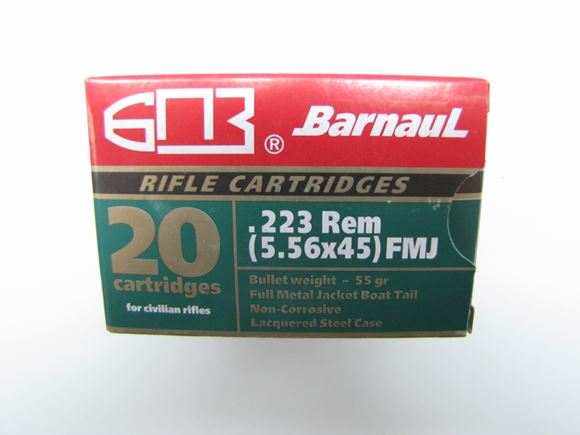 БПЗ ® BarnauL
RIFLE CARTRIDGES
20
cartridges
for civilian rifles
.223 Rem
(5.56x45) FMJ
Bullet weight - 55 gr
Full Metal Jacket Boat Tail
Non-Corrosive
Lacquered Steel Case